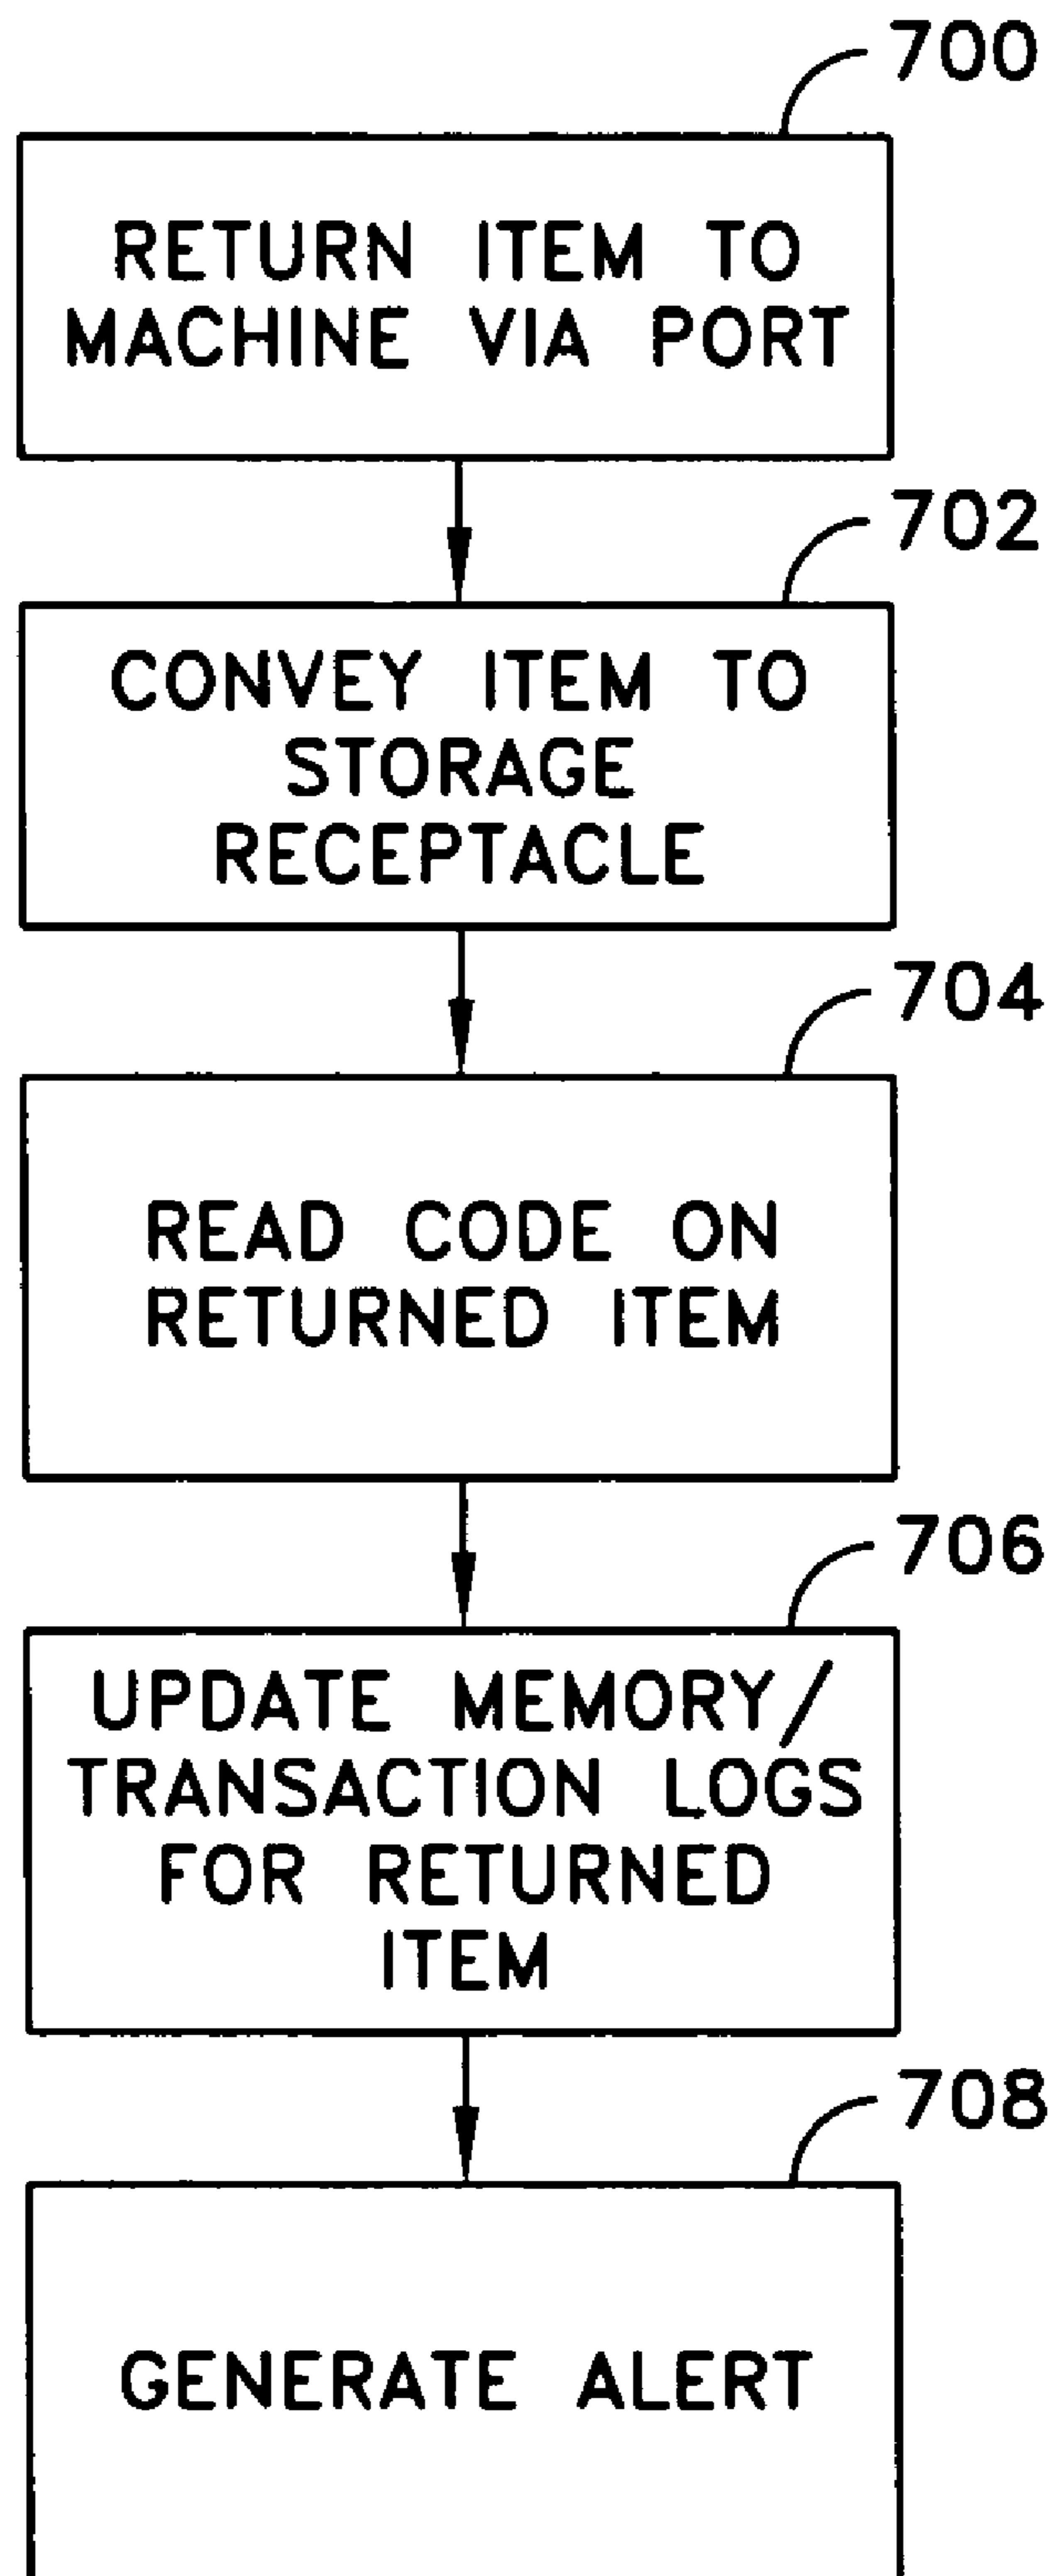 700
RETURN ITEM TO
MACHINE VIA PORT
702
CONVEY ITEM TO
STORAGE
RECEPTACLE
704
READ CODE ON
RETURNED ITEM
706
UPDATE MEMORY/
TRANSACTION LOGS
FOR RETURNED
ITEM
708
GENERATE ALERT